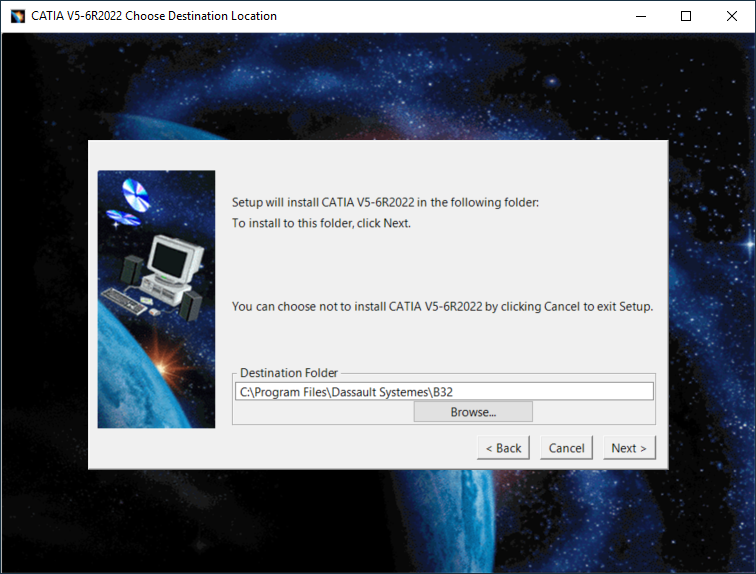 CATIA V5-6R2022 Choose Destination Location
Setup will install CATIA V5-6R2022 in the following folder:
To install to this folder, click Next.
You can choose not to install CATIA V5-6R2022 by clicking Cancel to exit Setup.
Destination Folder
C:\Program Files\Dassault Systemes\B32
Browse...
< Back
Cancel
Next >